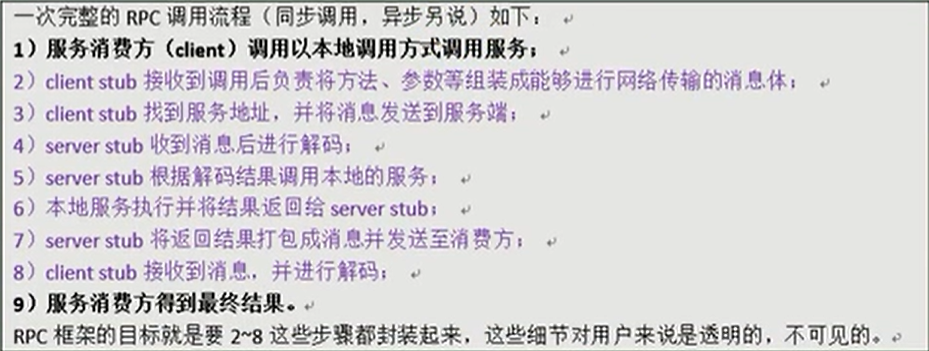 一次完整的 RPC 调用流程（同步调用，异步另说）如下：
1）服务消费方（client）调用以本地调用方式调用服务；
2）client stub 接收到调用后负责将方法、参数等组装成能够进行网络传输的消息体；
3）client stub 找到服务地址，并将消息发送到服务端；
4）server stub 收到消息后进行解码；
5）server stub 根据解码结果调用本地的服务；
6）本地服务执行并将结果返回给 server stub；
7）server stub 将返回结果打包成消息并发送至消费方；
8）client stub 接收到消息，并进行解码；
9）服务消费方得到最终结果。
RPC 框架的目标就是要 2~8 这些步骤都封装起来，这些细节对用户来说是透明的，不可见的。